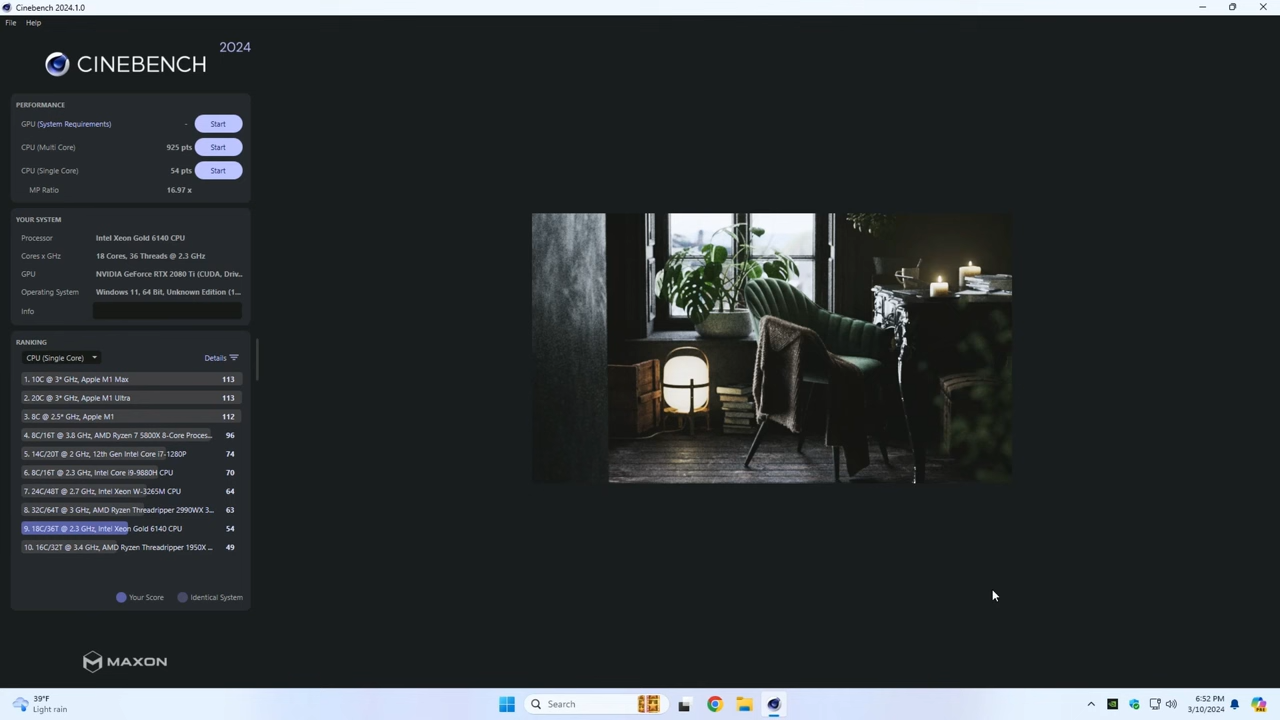 Cinebench 2024.1.0
File Help
2024
CINEBENCH
PERFORMANCE
GPU (System Requirements) - Start
CPU (Multi Core) 925 pts Start
CPU (Single Core) 54 pts Start
MP Ratio 16.97 x
YOUR SYSTEM
Processor Intel Xeon Gold 6140 CPU
Cores x GHz 18 Cores, 36 Threads @ 2.3 GHz
GPU NVIDIA GeForce RTX 2080 Ti (CUDA, Driv..
Operating System Windows 11, 64 Bit, Unknown Edition (1...
Info
RANKING
CPU (Single Core) Details
1. 10C @ 3* GHz, Apple M1 Max 113
2. 20C @ 3* GHz, Apple M1 Ultra 113
3. 8C @ 2.5* GHz, Apple M1 112
4. 8C/16T @ 3.8 GHz, AMD Ryzen 7 5800X 8-Core Proces... 96
5. 14C/20T @ 2 GHz, 12th Gen Intel Core i7-1280P 74
6. 8C/16T @ 2.3 GHz, Intel Core i9-9880H CPU 70
7. 24C/48T @ 2.7 GHz, Intel Xeon W-3265M CPU 64
8. 32C/64T @ 3 GHz, AMD Ryzen Threadripper 2990WX 3... 63
9. 18C/36T @ 2.3 GHz, Intel Xeon Gold 6140 CPU 54
10. 16C/32T @ 3.4 GHz, AMD Ryzen Threadripper 1950X ... 49
Your Score Identical System
MAXON
39°F
Light rain
Search
6:52 PM
3/10/2024